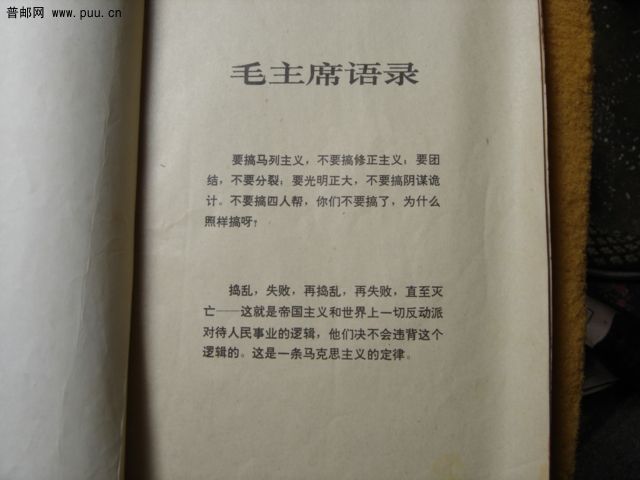 普邮网 www.puu.cn
毛主席语录
要搞马列主义，不要搞修正主义；要团
结，不要分裂；要光明正大，不要搞阴谋诡
计。不要搞四人帮，你们不要搞了，为什么
照样搞呀？
捣乱，失败，再捣乱，再失败，直至灭
亡——这就是帝国主义和世界上一切反动派
对待人民事业的逻辑，他们决不会违背这个
逻辑的。这是一条马克思主义的定律。